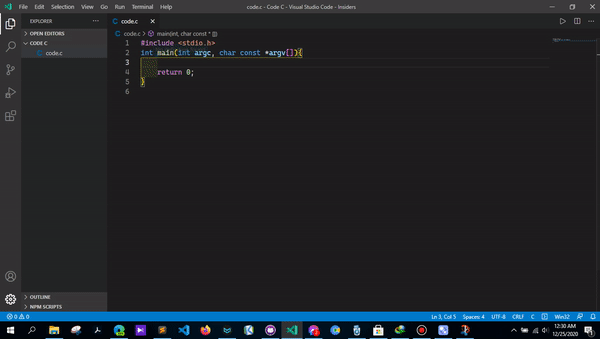 File Edit Selection View Go Run Terminal Help
code.c - Code C - Visual Studio Code - Insiders
EXPLORER
OPEN EDITORS
CODE C
code.c
OUTLINE
NPM SCRIPTS
code.c
code.c > main(int, char const * [])
1 #include <stdio.h>
2 int main(int argc, char const *argv[]){
3
4 return 0;
5 }
6
0 0
Ln 3, Col 5 Spaces: 4 UTF-8 CRLF C Win32
12:30 AM
12/25/2020